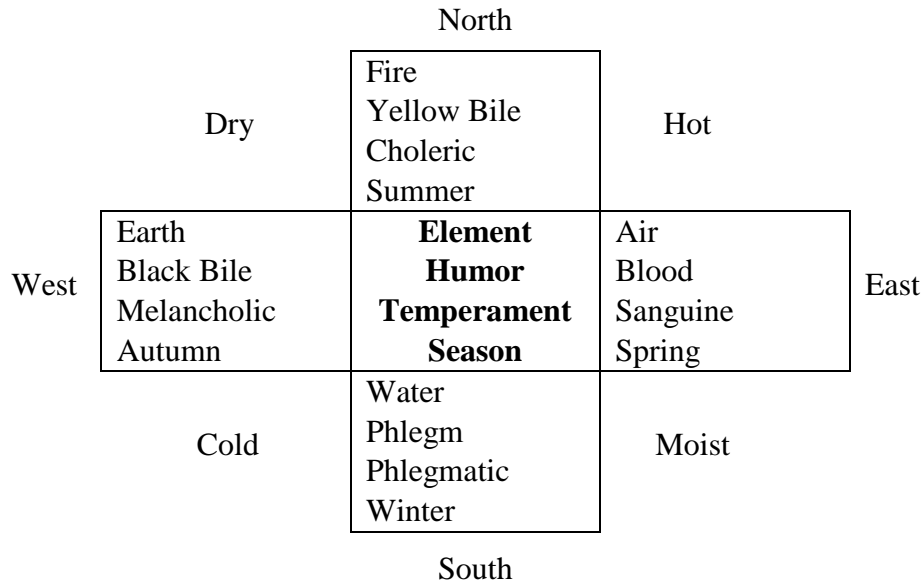 North
Fire
Yellow Bile
Choleric
Summer
Dry
Hot
West
Earth
Black Bile
Melancholic
Autumn
Element
Humor
Temperament
Season
Air
Blood
Sanguine
Spring
East
Cold
Water
Phlegm
Phlegmatic
Winter
Moist
South